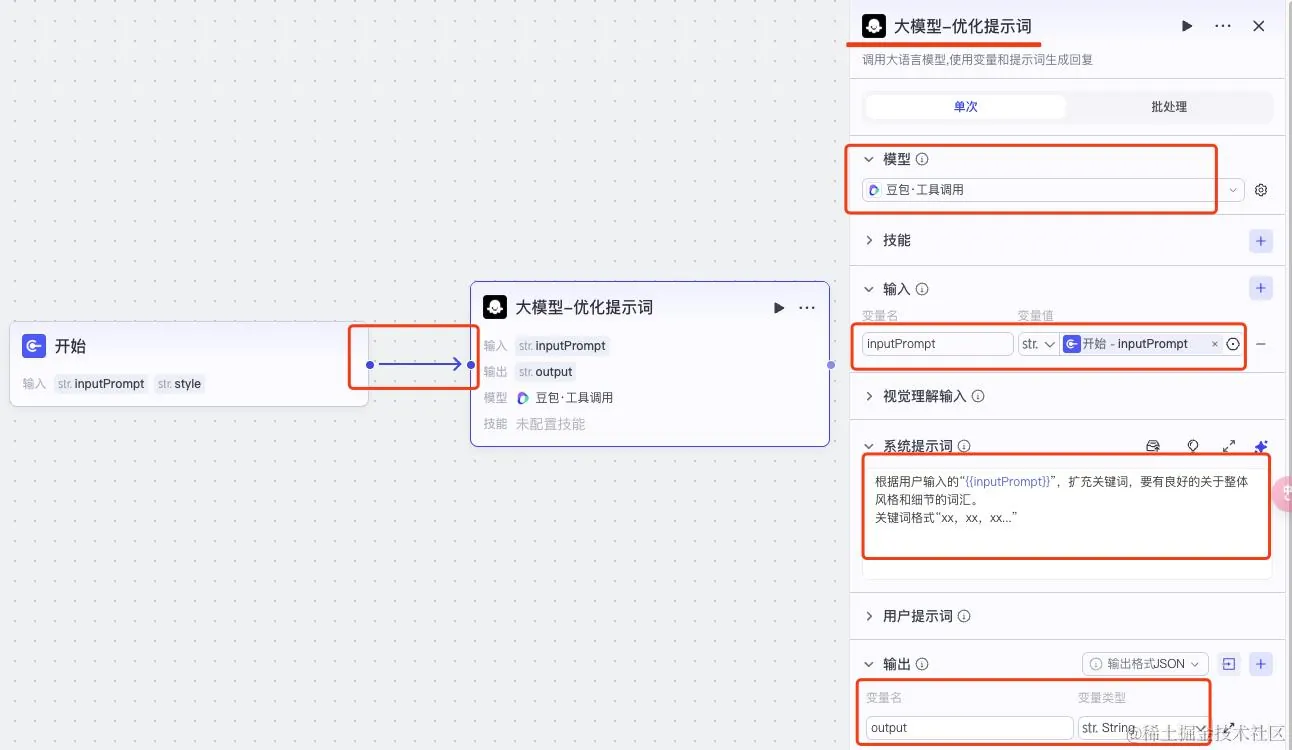 开始
输入 str. inputPrompt str. style
大模型-优化提示词
输入 str. inputPrompt
输出 str. output
模型 豆包·工具调用
技能 未配置技能
大模型-优化提示词
调用大语言模型,使用变量和提示词生成回复
单次 批处理
模型
豆包·工具调用
技能
输入
变量名 变量值
inputPrompt str. 开始 - inputPrompt
视觉理解输入
系统提示词
根据用户输入的“{{inputPrompt}}”，扩充关键词，要有良好的关于整体
风格和细节的词汇。
关键词格式“xx，xx，xx...”
用户提示词
输出 输出格式JSON
变量名 变量类型
output str. String
@稀土掘金技术社区